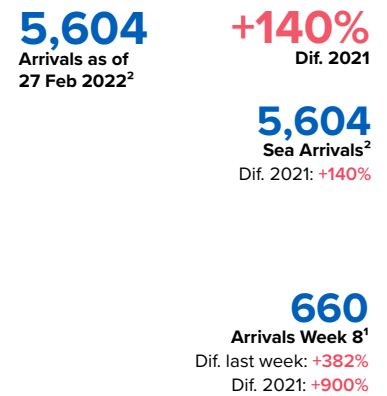 5,604
Arrivals as of
27 Feb 2022²
+140%
Dif. 2021
5,604
Sea Arrivals²
Dif. 2021: +140%
660
Arrivals Week 8¹
Dif. last week: +382%
Dif. 2021: +900%